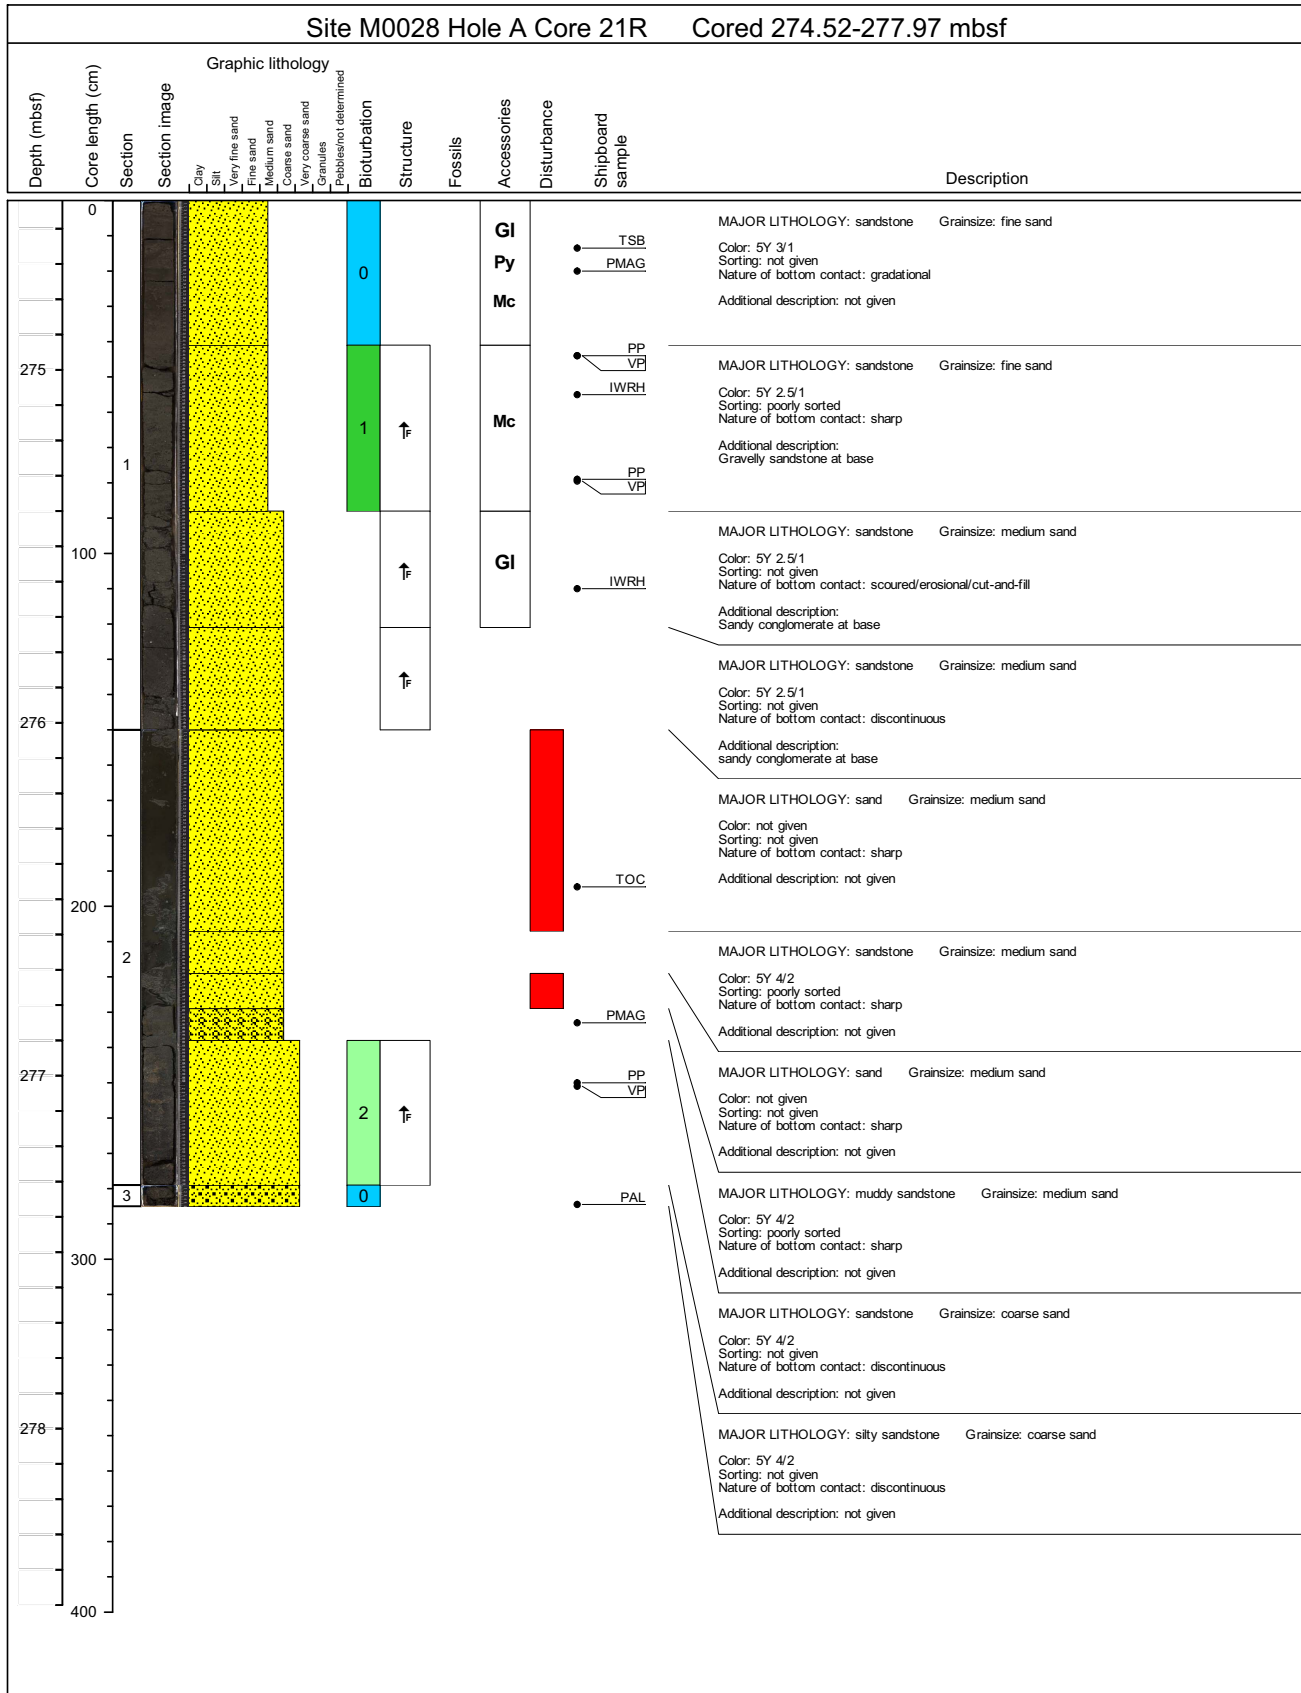 Site M0028 Hole A Core 21R Cored 274.52-277.97 mbsf
Depth (mbsf)
Core length (cm)
Section
Section image
Graphic lithology
Clay
Silt
Very fine sand
Fine sand
Medium sand
Coarse sand
Very coarse sand
Granules
Pebbles/not determined
Bioturbation
Structure
Fossils
Accessories
Disturbance
Shipboard
sample
Description
0
100
200
300
400
275
276
277
278
1
2
3
0
1
2
0
F
F
F
F
Gl
Py
Mc
Mc
Gl
TSB
PMAG
PP
VP
IWRH
PP
VP
IWRH
TOC
PMAG
PP
VP
PAL
MAJOR LITHOLOGY: sandstone Grainsize: fine sand
Color: 5Y 3/1
Sorting: not given
Nature of bottom contact: gradational
Additional description: not given
MAJOR LITHOLOGY: sandstone Grainsize: fine sand
Color: 5Y 2.5/1
Sorting: poorly sorted
Nature of bottom contact: sharp
Additional description:
Gravelly sandstone at base
MAJOR LITHOLOGY: sandstone Grainsize: medium sand
Color: 5Y 2.5/1
Sorting: not given
Nature of bottom contact: scoured/erosional/cut-and-fill
Additional description:
Sandy conglomerate at base
MAJOR LITHOLOGY: sandstone Grainsize: medium sand
Color: 5Y 2.5/1
Sorting: not given
Nature of bottom contact: discontinuous
Additional description:
sandy conglomerate at base
MAJOR LITHOLOGY: sand Grainsize: medium sand
Color: not given
Sorting: not given
Nature of bottom contact: sharp
Additional description: not given
MAJOR LITHOLOGY: sandstone Grainsize: medium sand
Color: 5Y 4/2
Sorting: poorly sorted
Nature of bottom contact: sharp
Additional description: not given
MAJOR LITHOLOGY: sand Grainsize: medium sand
Color: not given
Sorting: not given
Nature of bottom contact: sharp
Additional description: not given
MAJOR LITHOLOGY: muddy sandstone Grainsize: medium sand
Color: 5Y 4/2
Sorting: poorly sorted
Nature of bottom contact: sharp
Additional description: not given
MAJOR LITHOLOGY: sandstone Grainsize: coarse sand
Color: 5Y 4/2
Sorting: not given
Nature of bottom contact: discontinuous
Additional description: not given
MAJOR LITHOLOGY: silty sandstone Grainsize: coarse sand
Color: 5Y 4/2
Sorting: not given
Nature of bottom contact: discontinuous
Additional description: not given